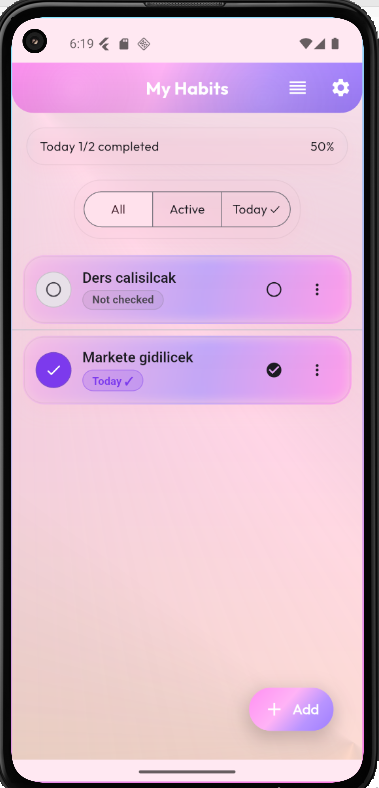 6:19
My Habits
Today 1/2 completed 50%
All Active Today ✓
Ders calisilcak
Not checked
Markete gidilicek
Today ✓
+ Add